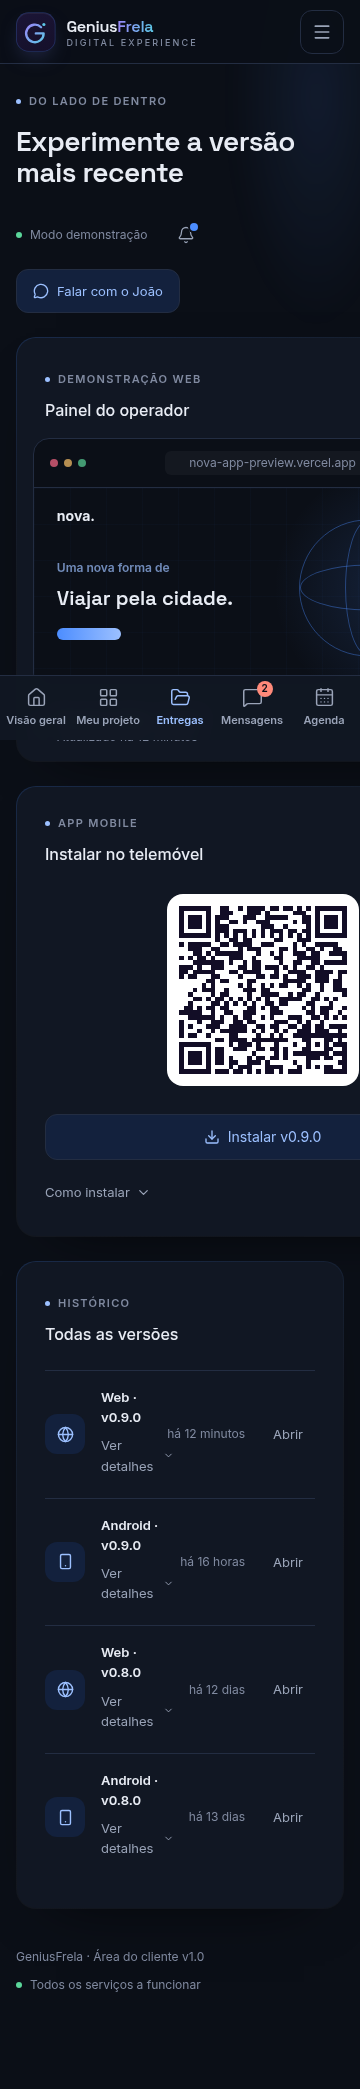 GeniusFrela
DIGITAL EXPERIENCE
DO LADO DE DENTRO
Experimente a versão
mais recente
Modo demonstração
Falar com o João
DEMONSTRAÇÃO WEB
Painel do operador
nova-app-preview.vercel.app
nova.
Uma nova forma de
Viajar pela cidade.
2
Visão geral
Meu projeto
Entregas
Mensagens
Agenda
Atualizado há 12 minutos
APP MOBILE
Instalar no telemóvel
Instalar v0.9.0
Como instalar
HISTÓRICO
Todas as versões
Web ·
v0.9.0
Ver
detalhes
há 12 minutos
Abrir
Android ·
v0.9.0
Ver
detalhes
há 16 horas
Abrir
Web ·
v0.8.0
Ver
detalhes
há 12 dias
Abrir
Android ·
v0.8.0
Ver
detalhes
há 13 dias
Abrir
GeniusFrela · Área do cliente v1.0
Todos os serviços a funcionar